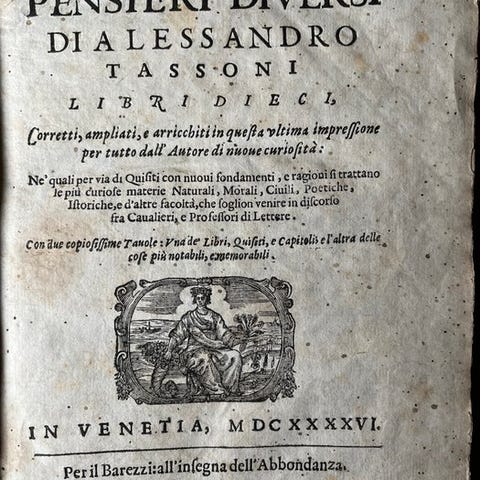 PENSIERI DIVERSI
DI ALESSANDRO
TASSONI
LIBRI DIECI,
Corretti, ampliati, e arricchiti in queſta vltima impreſſione
per tutto dall'Autore di nuoue curioſità:
Ne' quali per via di Quiſiti con nuoui fondamenti, e ragioni ſi trattano
le più curioſe materie Naturali, Morali, Ciuili, Poetiche,
Iſtoriche, e d'altre facoltà, che ſoglion venire in diſcorſo
fra Caualieri, e Profeſſori di Lettere.
Con due copioſiſſime Tauole: Vna de' Libri, Quiſiti, e Capitoli: e l'altra delle
coſe più notabili, e memorabili.
IN VENETIA, MDCXXXXVI.
Per il Barezzi: all'inſegna dell'Abbondanza.